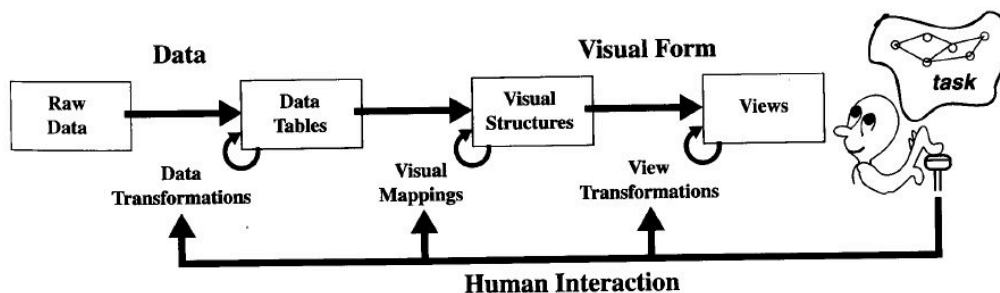 Data
Visual Form
task
Raw
Data
Data
Tables
Visual
Structures
Views
Data
Transformations
Visual
Mappings
View
Transformations
Human Interaction